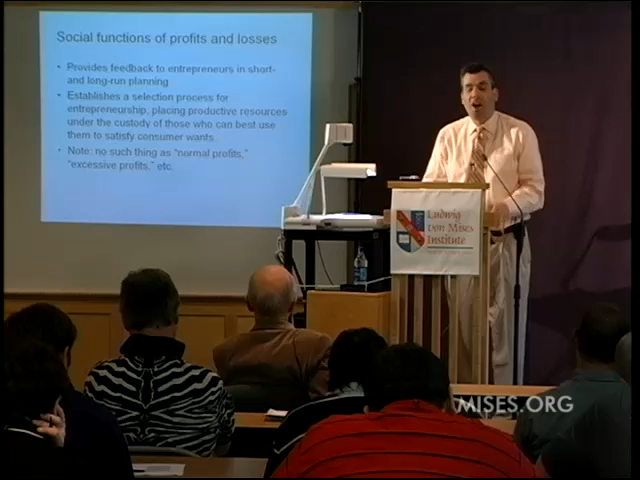 Social functions of profits and losses
• Provides feedback to entrepreneurs in short-
and long-run planning
• Establishes a selection process for
entrepreneurship, placing productive resources
under the custody of those who can best use
them to satisfy consumer wants.
• Note: no such thing as "normal profits,"
"excessive profits," etc.
Ludwig
von Mises
Institute
MISES.ORG